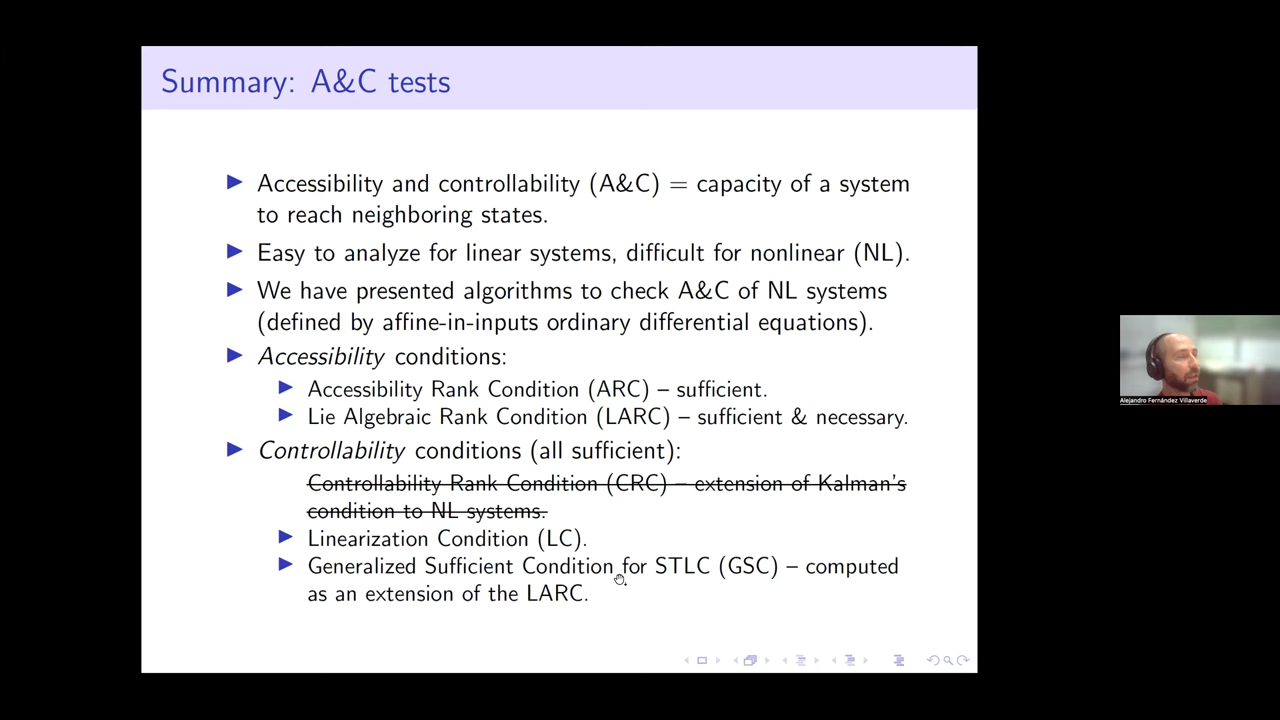 Summary: A&C tests
Accessibility and controllability (A&C) = capacity of a system
to reach neighboring states.
Easy to analyze for linear systems, difficult for nonlinear (NL).
We have presented algorithms to check A&C of NL systems
(defined by affine-in-inputs ordinary differential equations).
Accessibility conditions:
Accessibility Rank Condition (ARC) – sufficient.
Lie Algebraic Rank Condition (LARC) – sufficient & necessary.
Controllability conditions (all sufficient):
Controllability Rank Condition (CRC) – extension of Kalman's
condition to NL systems.
Linearization Condition (LC).
Generalized Sufficient Condition for STLC (GSC) – computed
as an extension of the LARC.
Alejandro Fernández Villaverde